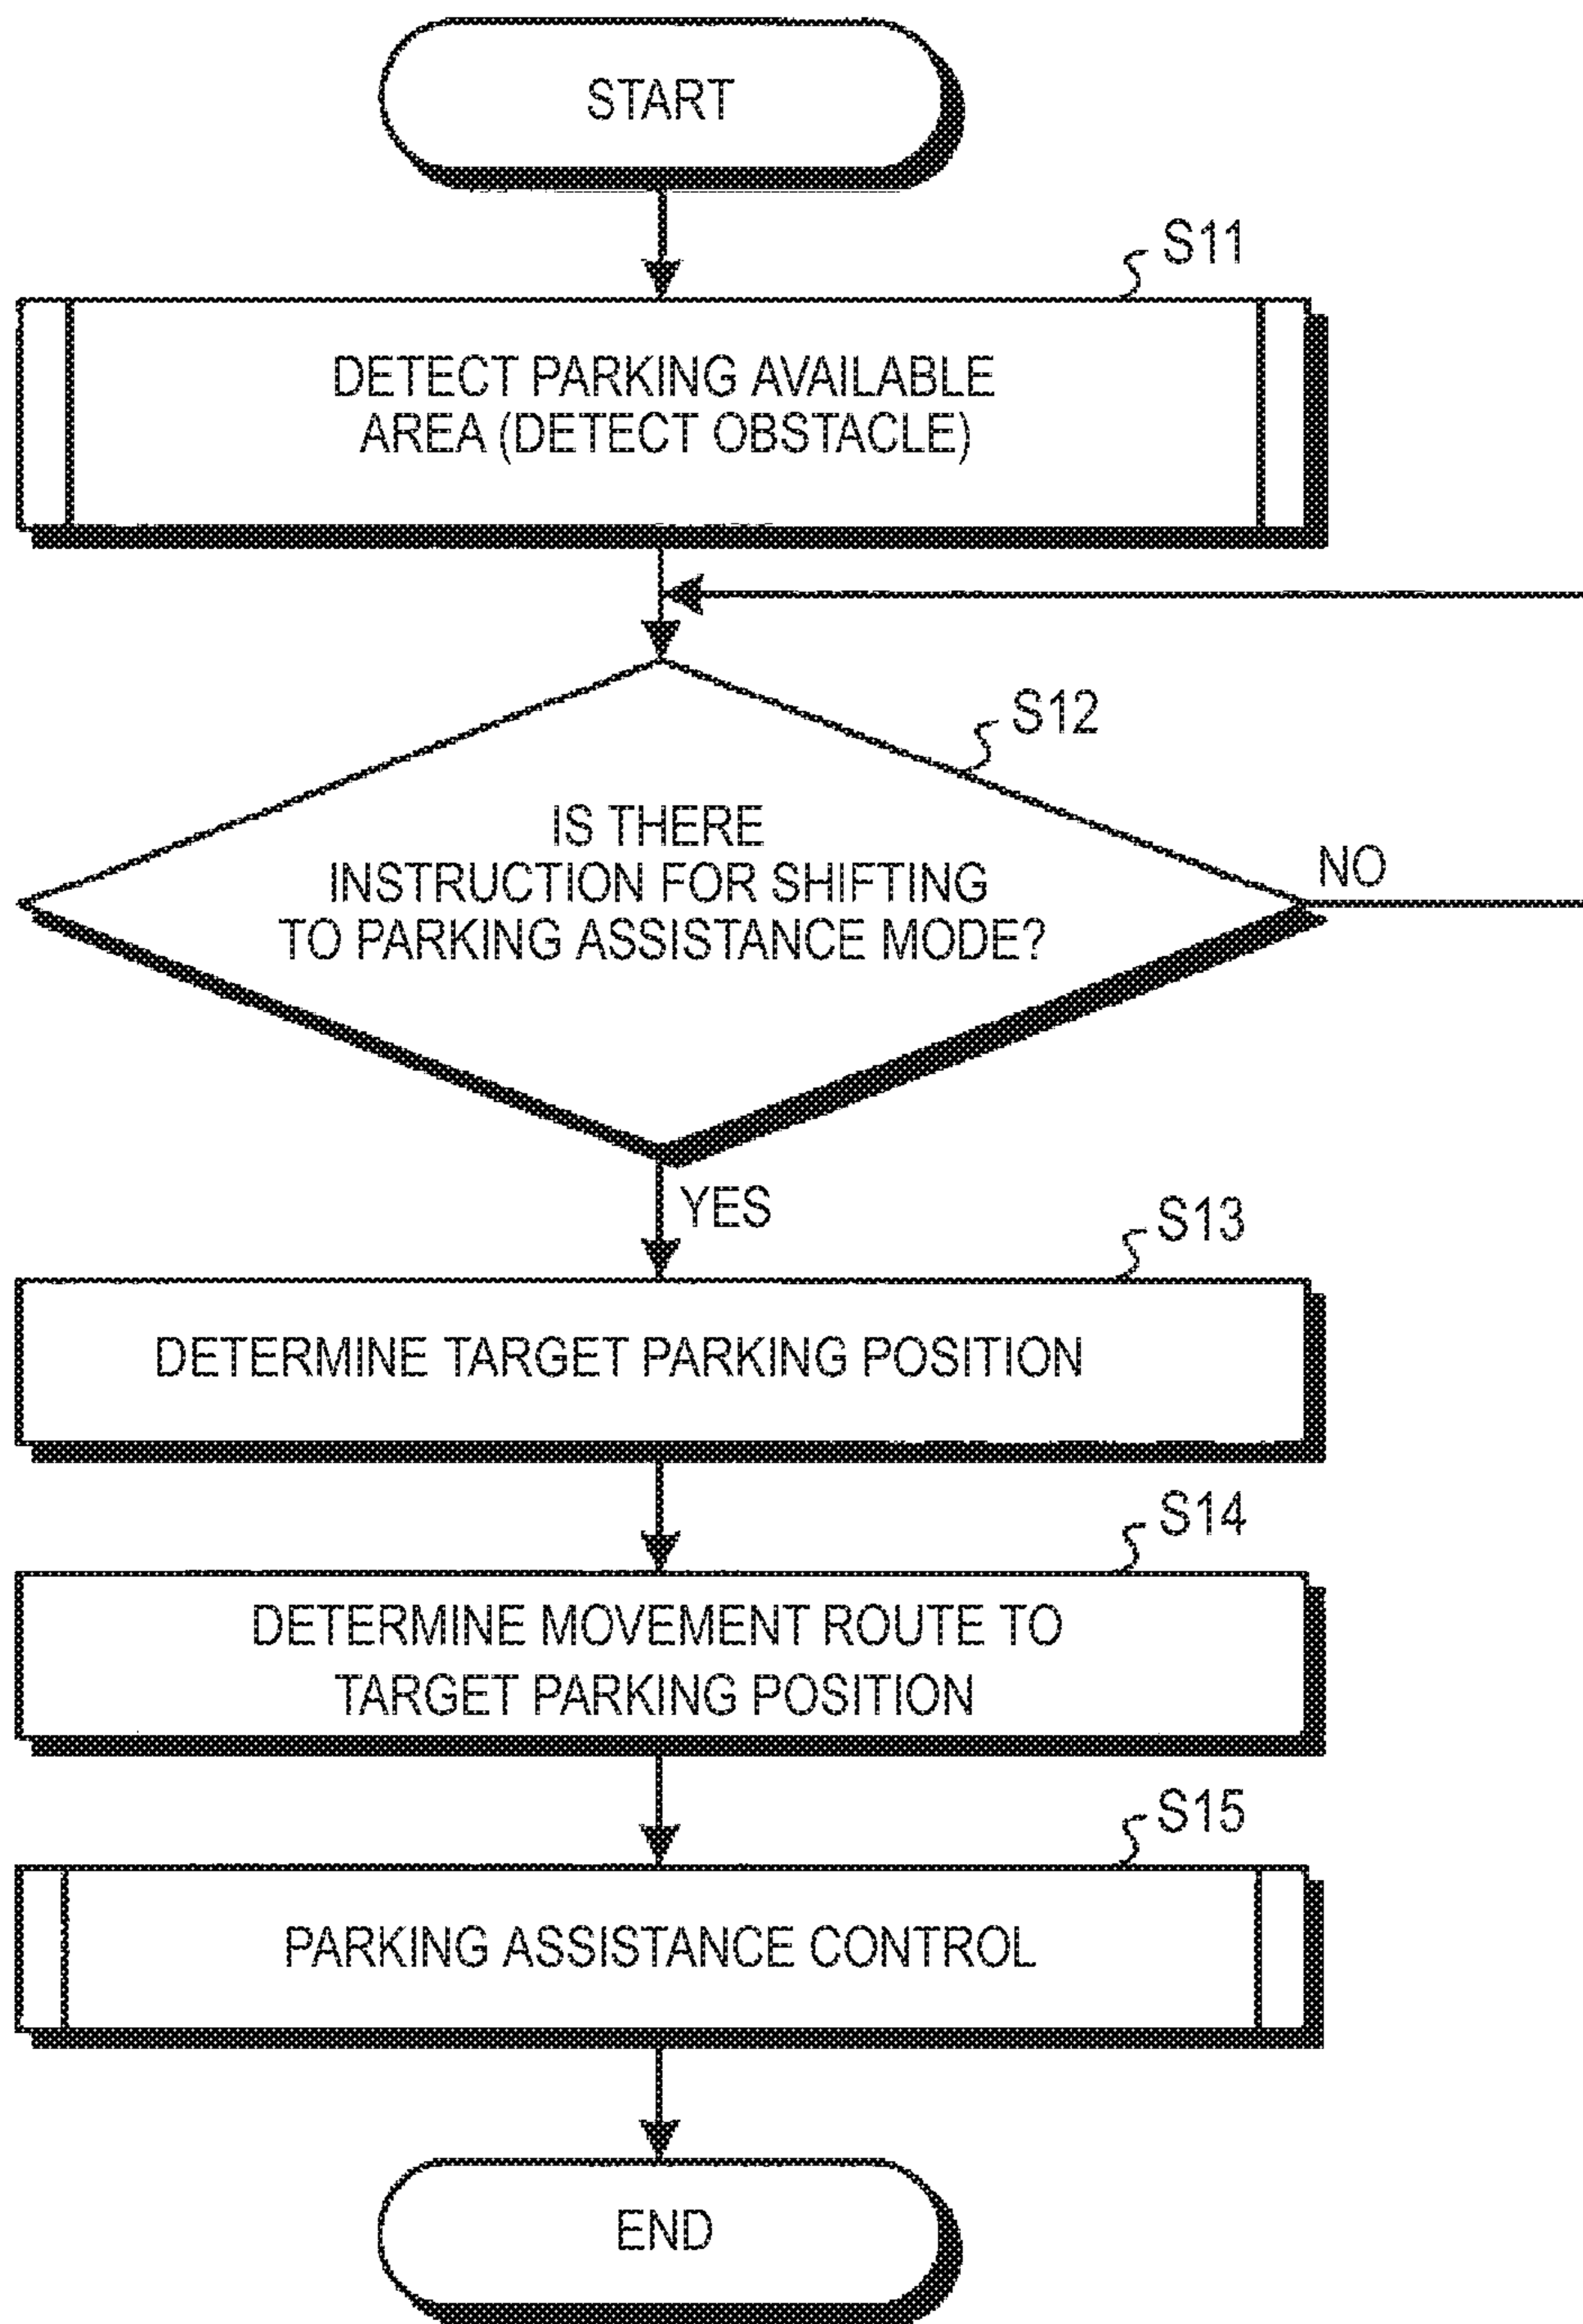 START
S11
DETECT PARKING AVAILABLE
AREA (DETECT OBSTACLE)
S12
IS THERE
INSTRUCTION FOR SHIFTING
TO PARKING ASSISTANCE MODE?
NO
YES
S13
DETERMINE TARGET PARKING POSITION
S14
DETERMINE MOVEMENT ROUTE TO
TARGET PARKING POSITION
S15
PARKING ASSISTANCE CONTROL
END